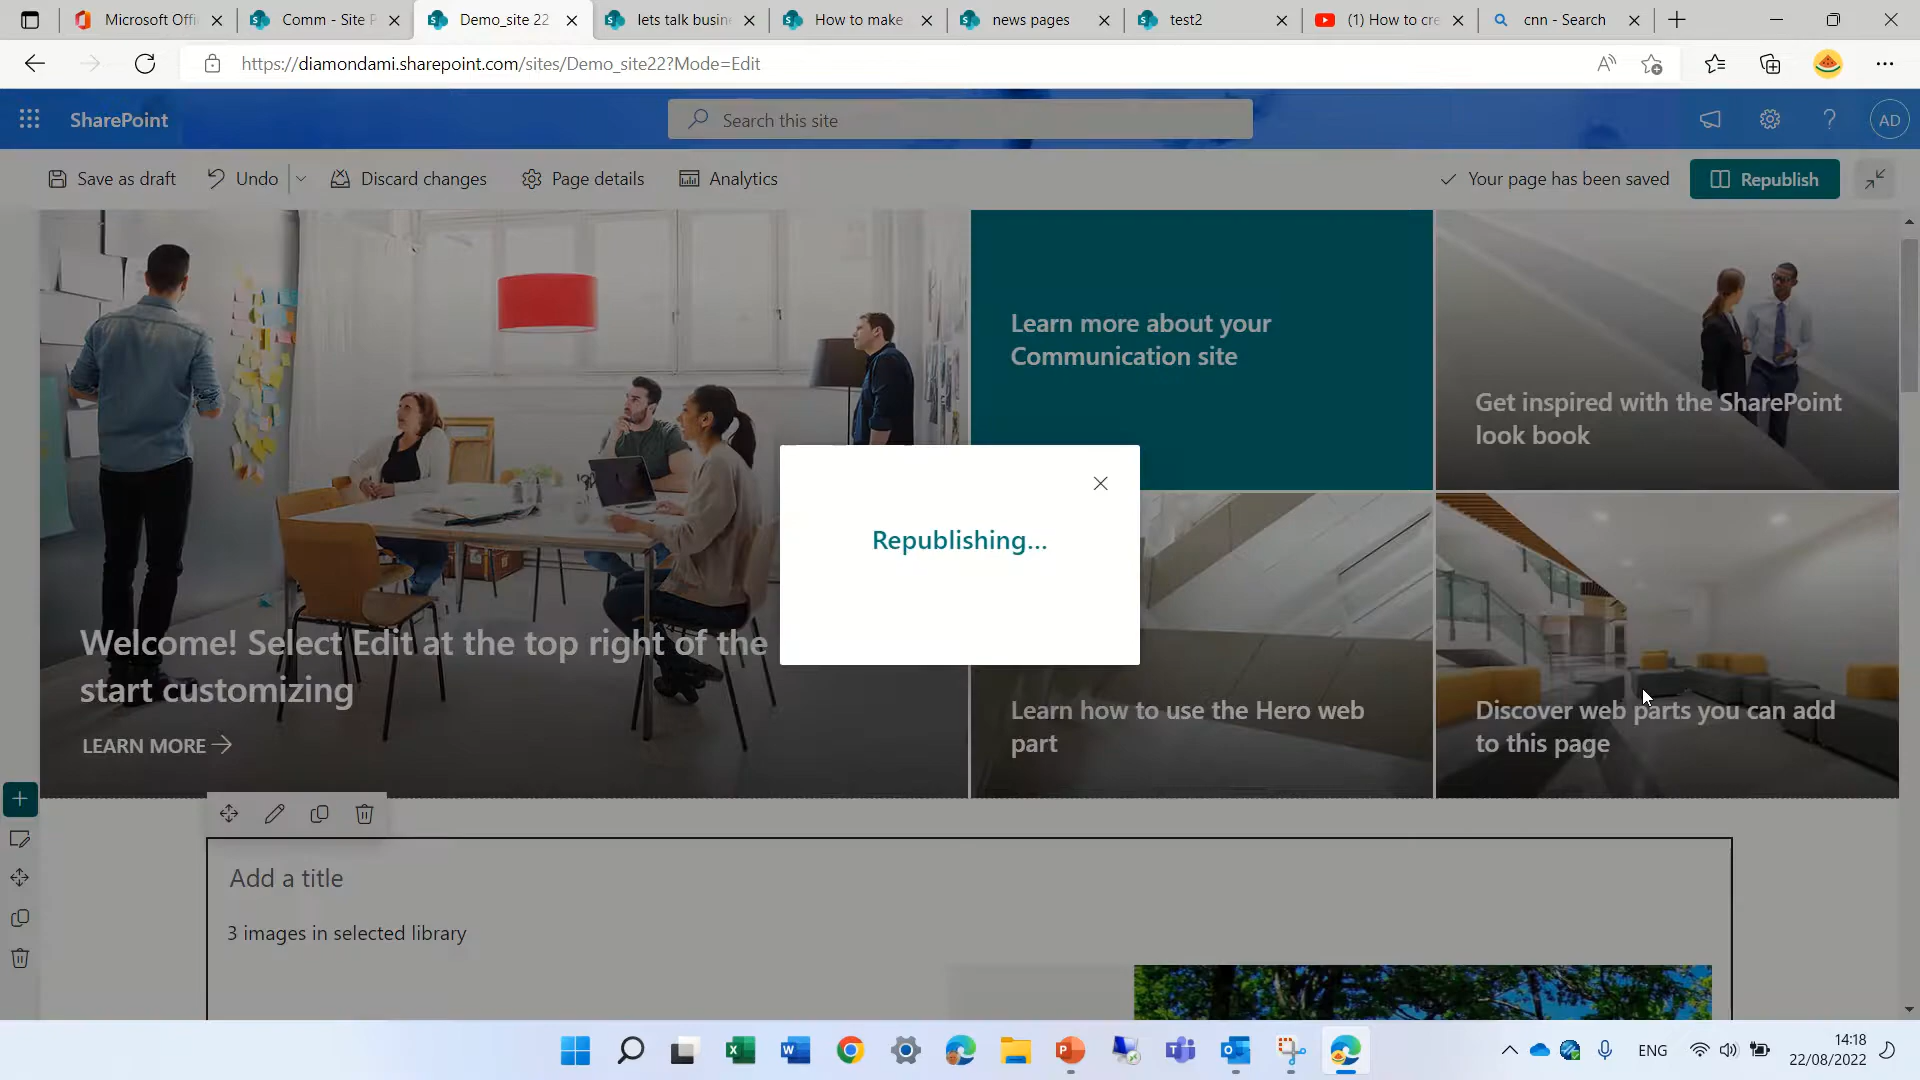 Microsoft Offi
Comm - Site P
Demo_site 22
lets talk busin
How to make
news pages
test2
(1) How to cre
cnn - Search
https://diamondami.sharepoint.com/sites/Demo_site22?Mode=Edit
SharePoint
Search this site
AD
Save as draft
Undo
Discard changes
Page details
Analytics
Your page has been saved
Republish
Learn more about your
Communication site
Get inspired with the SharePoint
look book
Republishing...
Welcome! Select Edit at the top right of the
start customizing
LEARN MORE
Learn how to use the Hero web
part
Discover web parts you can add
to this page
Add a title
3 images in selected library
ENG
14:18
22/08/2022